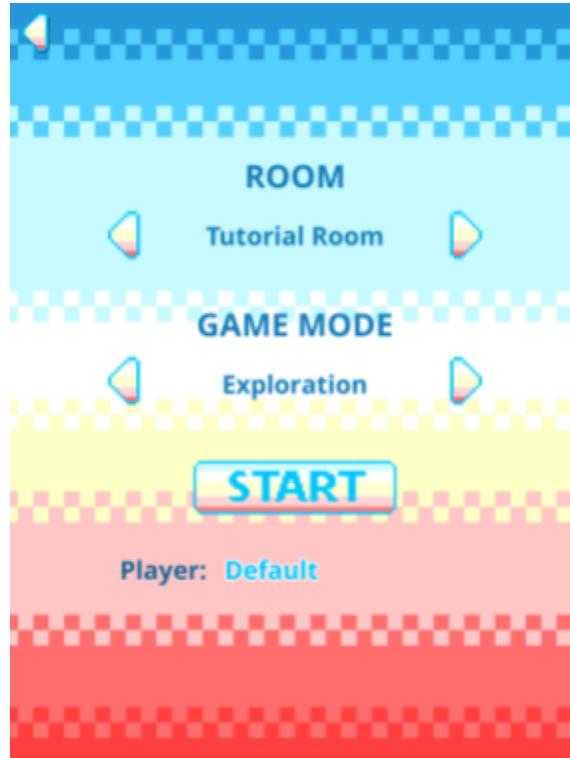 ROOM
Tutorial Room
GAME MODE
Exploration
START
Player: Default